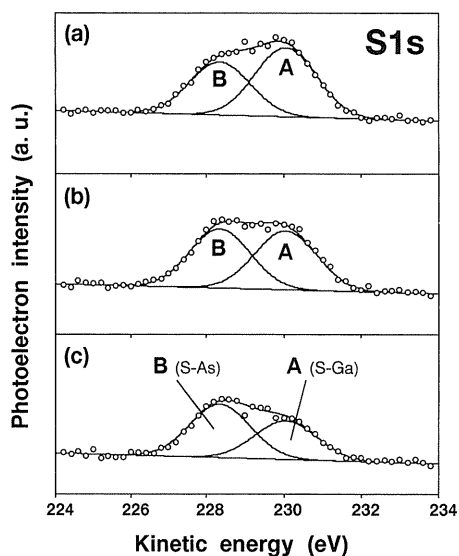 (a)
S1s
B
A
(b)
B
A
(c)
B (S-As)
A (S-Ga)
224 226 228 230 232 234
Kinetic energy (eV)
Photoelectron intensity (a. u.)